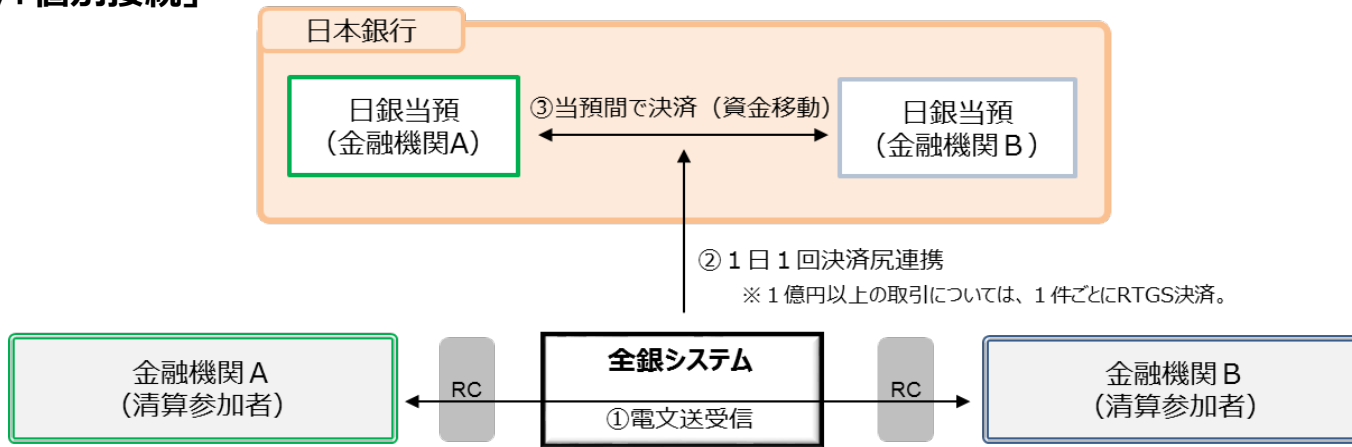 個別接続」
日本銀行
日銀当預
（金融機関A）
③当預間で決済（資金移動）
日銀当預
（金融機関Ｂ）
②１日１回決済尻連携
※１億円以上の取引については、１件ごとにRTGS決済。
金融機関Ａ
（清算参加者）
RC
全銀システム
①電文送受信
RC
金融機関Ｂ
（清算参加者）